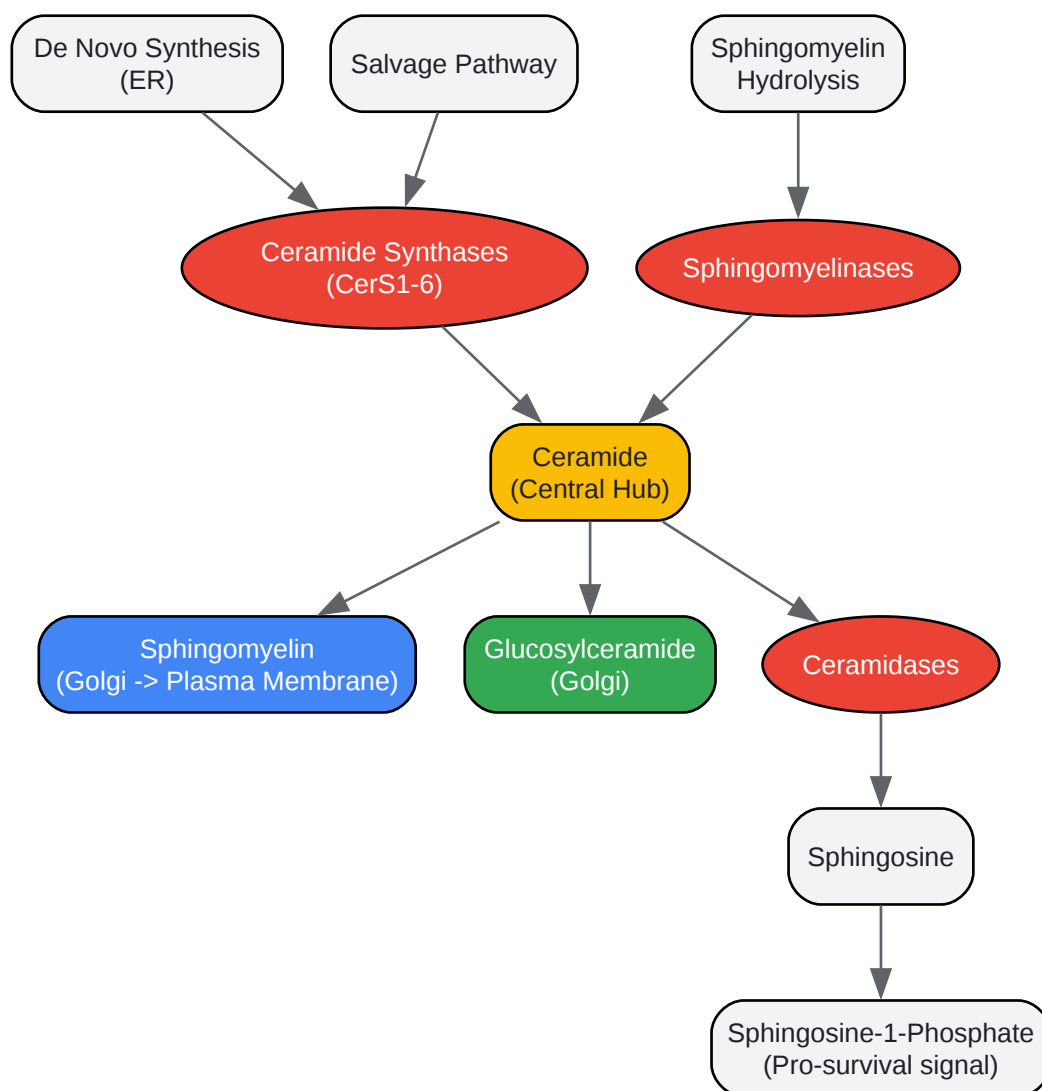 De Novo Synthesis
(ER)
Salvage Pathway
Sphingomyelin
Hydrolysis
Ceramide Synthases
(CerS1-6)
Sphingomyelinases
Ceramide
(Central Hub)
Sphingomyelin
(Golgi -> Plasma Membrane)
Glucosylceramide
(Golgi)
Ceramidases
Sphingosine
Sphingosine-1-Phosphate
(Pro-survival signal)